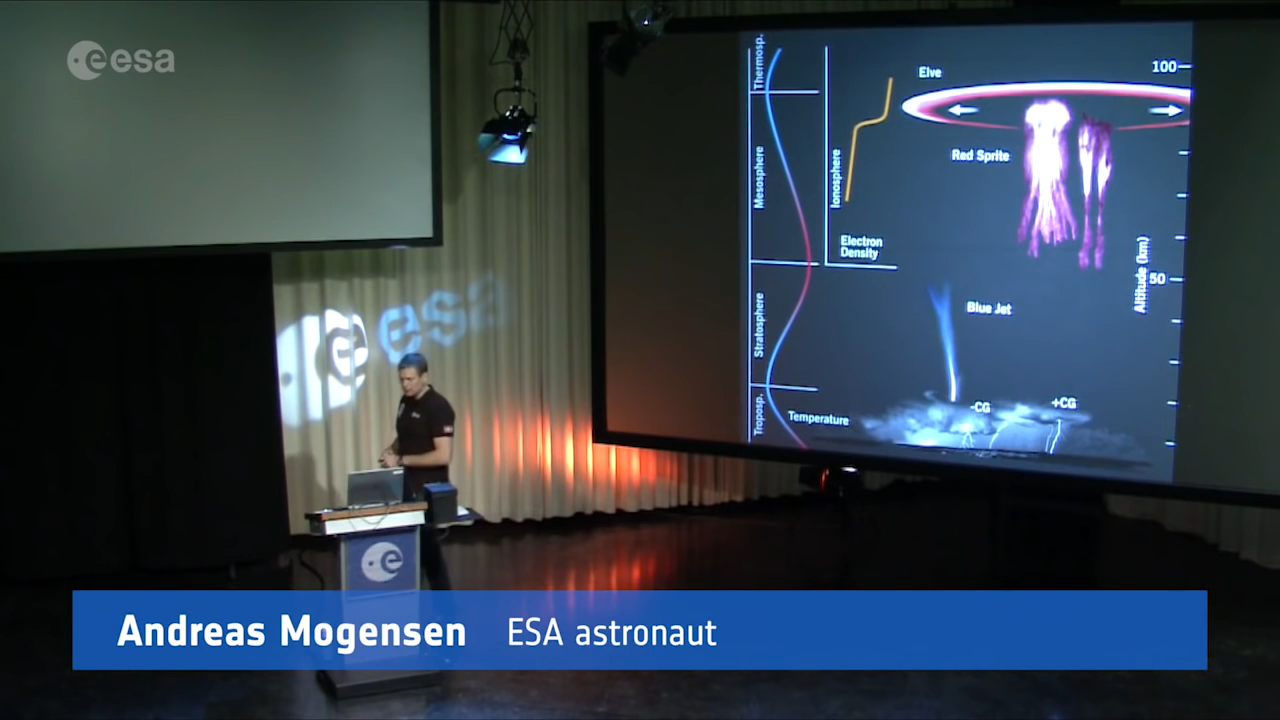 esa
esa
Thermosp.
Mesosphere
Stratosphere
Troposp.
Ionosphere
Electron
Density
Temperature
Elve
Red Sprite
Blue Jet
-CG
+CG
100
50
Altitude (km)
e
Andreas Mogensen ESA astronaut